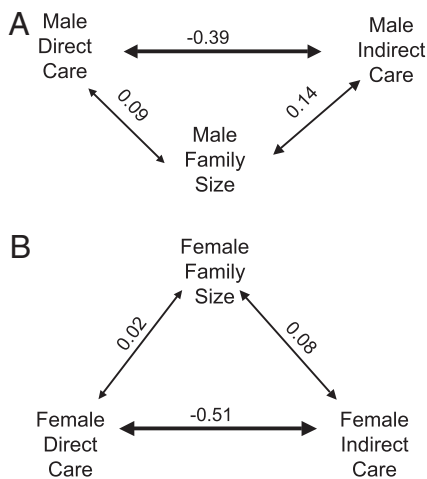 A
Male
Direct
Care
-0.39
Male
Indirect
Care
0.09
0.14
Male
Family
Size
B
Female
Family
Size
0.02
0.08
Female
Direct
Care
-0.51
Female
Indirect
Care